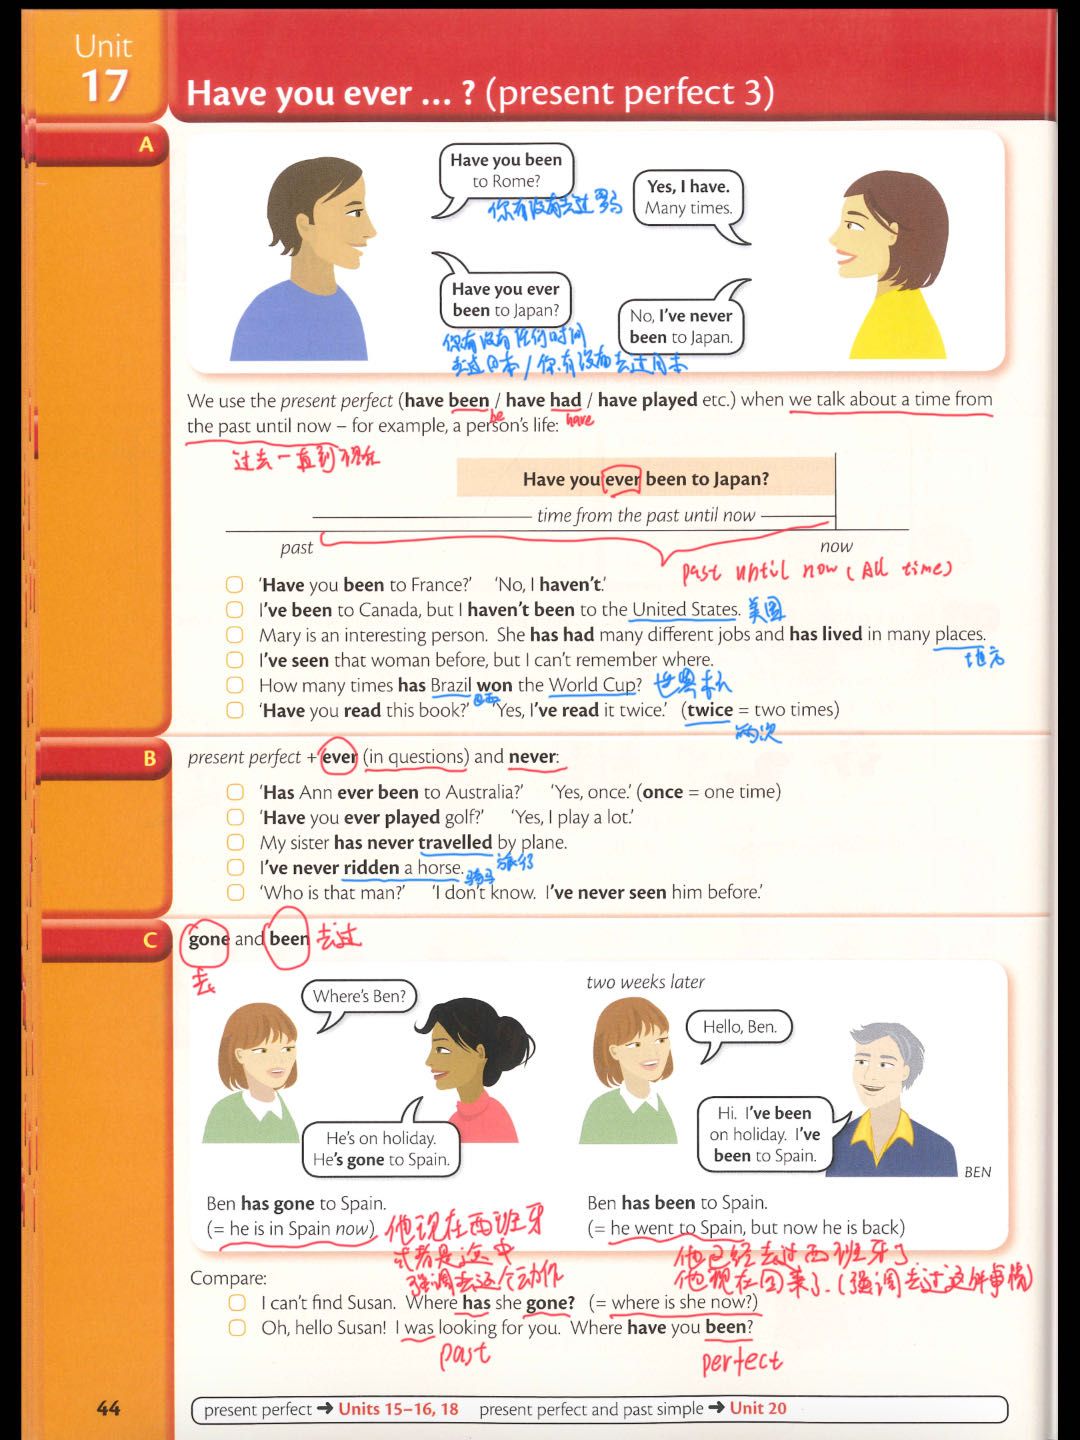 Unit
17
Have you ever … ? (present perfect 3)
A
Have you been
to Rome?
你有没有去过罗马
Yes, I have.
Many times.
Have you ever
been to Japan?
你有没有任何时间
去过日本 / 你有没有去过日本
No, I've never
been to Japan.
We use the present perfect (have been / have had / have played etc.) when we talk about a time from
be have
the past until now – for example, a person's life:
过去一直到现在
Have you ever been to Japan?
time from the past until now
past
now
past until now ( All time)
'Have you been to France?' 'No, I haven't.'
I've been to Canada, but I haven't been to the United States. 美国
Mary is an interesting person. She has had many different jobs and has lived in many places.
地方
I've seen that woman before, but I can't remember where.
How many times has Brazil won the World Cup? 世界杯
巴西
'Have you read this book?' 'Yes, I've read it twice.' (twice = two times)
两次
B
present perfect + ever (in questions) and never:
'Has Ann ever been to Australia?' 'Yes, once.' (once = one time)
'Have you ever played golf?' 'Yes, I play a lot.'
My sister has never travelled by plane.
旅行
I've never ridden a horse.
骑马
'Who is that man?' 'I don't know. I've never seen him before.'
C
gone and been 去过
去
Where's Ben?
He's on holiday.
He's gone to Spain.
two weeks later
Hello, Ben.
Hi. I've been
on holiday. I've
been to Spain.
BEN
Ben has gone to Spain.
(= he is in Spain now) 他现在西班牙
或者是途中
强调去这个动作
Ben has been to Spain.
(= he went to Spain, but now he is back)
他已经去过西班牙了
他现在回来了.(强调去过这件事情)
Compare:
I can't find Susan. Where has she gone? (= where is she now?)
Oh, hello Susan! I was looking for you. Where have you been?
past
perfect
44
present perfect ➜ Units 15–16, 18 present perfect and past simple ➜ Unit 20